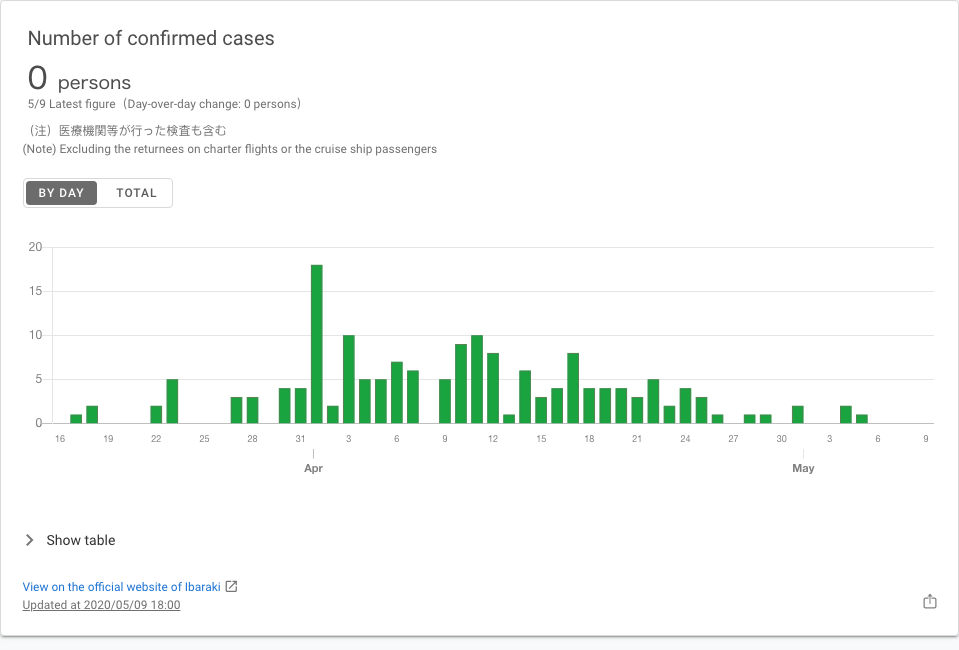 Number of confirmed cases
0 persons
5/9 Latest figure（Day-over-day change: 0 persons）
（注）医療機関等が行った検査も含む
(Note) Excluding the returnees on charter flights or the cruise ship passengers
BY DAY TOTAL
20
15
10
5
0
16 19 22 25 28 31 3 6 9 12 15 18 21 24 27 30 3 6 9
Apr May
Show table
View on the official website of Ibaraki
Updated at 2020/05/09 18:00